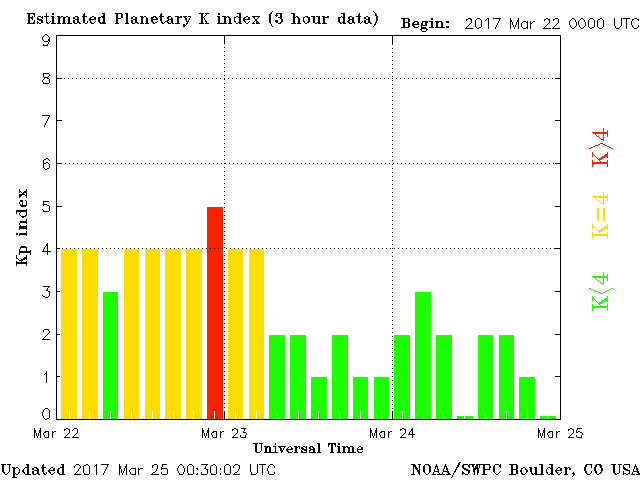 Estimated Planetary K index (3 hour data) Begin: 2017 Mar 22 0000 UTC
9
8
7
6
5
4
3
2
1
0
Kp index
K>4
K=4
K<4
Mar 22 Mar 23 Mar 24 Mar 25
Universal Time
Updated 2017 Mar 25 00:30:02 UTC NOAA/SWPC Boulder, CO USA